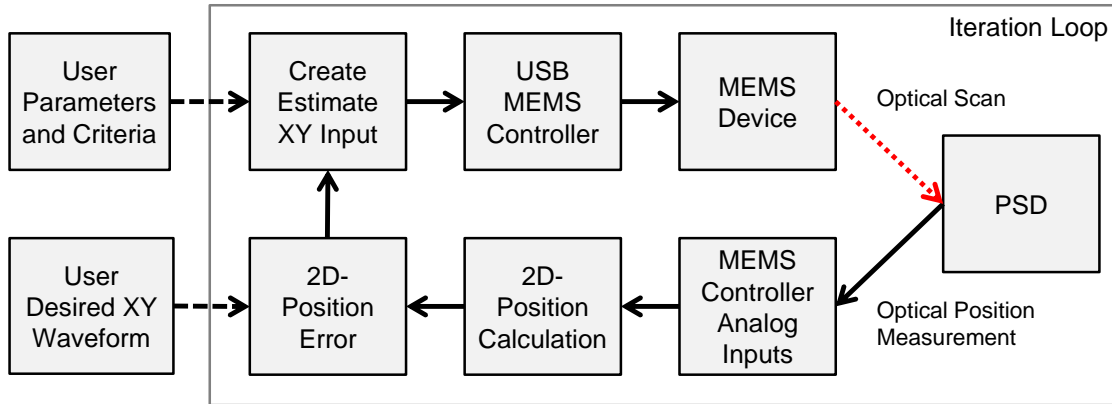 Iteration Loop
User
Parameters
and Criteria
Create
Estimate
XY Input
USB
MEMS
Controller
MEMS
Device
Optical Scan
PSD
User
Desired XY
Waveform
2D-
Position
Error
2D-
Position
Calculation
MEMS
Controller
Analog
Inputs
Optical Position
Measurement